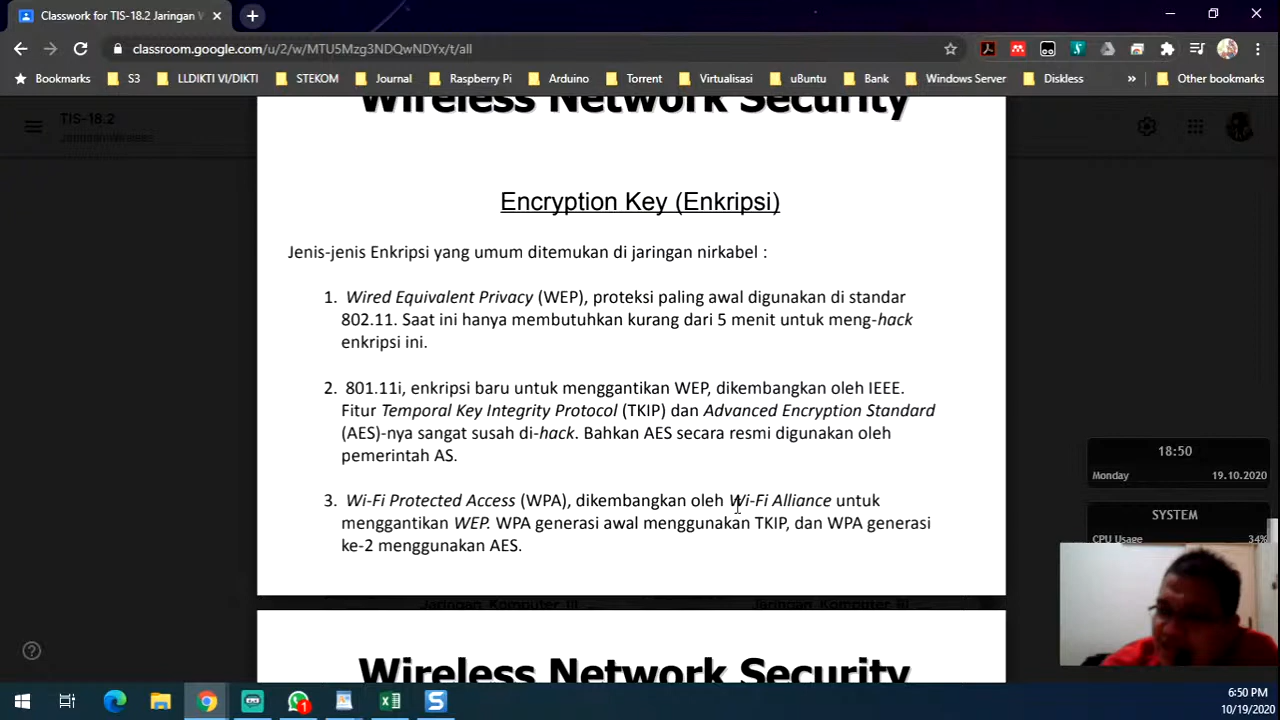 Classwork for TIS-18.2 Jaringan V
classroom.google.com/u/2/w/MTU5Mzg3NDQwNDYx/t/all
Bookmarks S3 LLDIKTI VI/DIKTI STEKOM Journal Raspberry Pi Arduino Torrent Virtualisasi uBuntu Bank Windows Server Diskless » Other bookmarks
Wireless Network Security
TIS-18.2
Encryption Key (Enkripsi)
Jenis-jenis Enkripsi yang umum ditemukan di jaringan nirkabel :
1. Wired Equivalent Privacy (WEP), proteksi paling awal digunakan di standar
802.11. Saat ini hanya membutuhkan kurang dari 5 menit untuk meng-hack
enkripsi ini.
2. 801.11i, enkripsi baru untuk menggantikan WEP, dikembangkan oleh IEEE.
Fitur Temporal Key Integrity Protocol (TKIP) dan Advanced Encryption Standard
(AES)-nya sangat susah di-hack. Bahkan AES secara resmi digunakan oleh
pemerintah AS.
3. Wi-Fi Protected Access (WPA), dikembangkan oleh Wi-Fi Alliance untuk
menggantikan WEP. WPA generasi awal menggunakan TKIP, dan WPA generasi
ke-2 menggunakan AES.
18:50
Monday 19.10.2020
SYSTEM
CPU Usage 34%
Jaringan Komputer III Jaringan Komputer III
Wireless Network Security
1
6:50 PM
10/19/2020